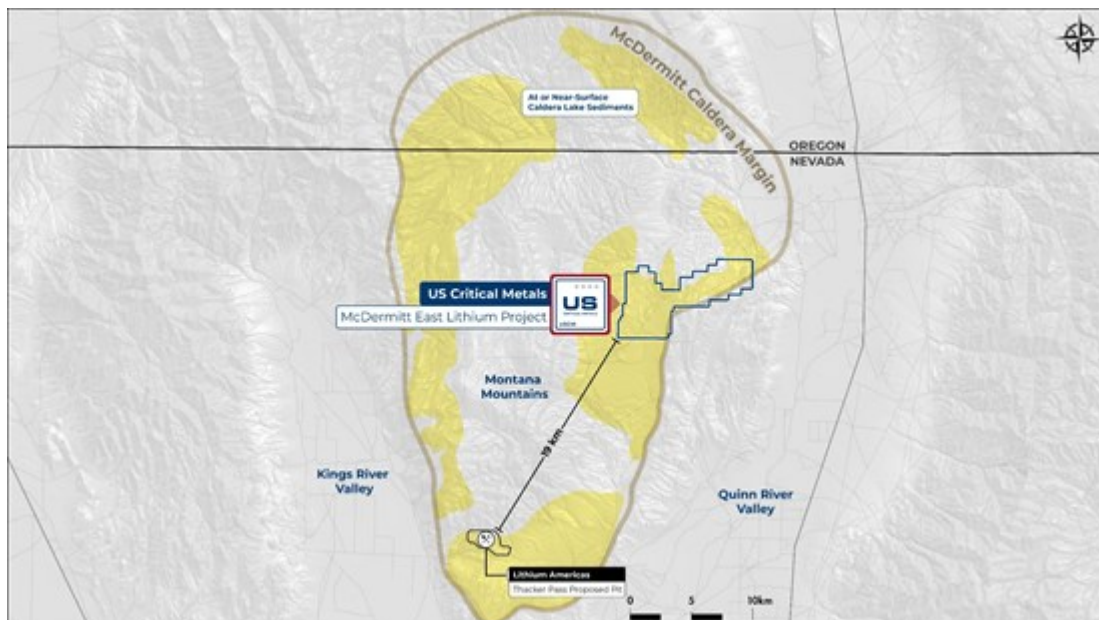 McDermitt Caldera Margin
At or Near-Surface
Caldera Lake Sediments
OREGON
NEVADA
US Critical Metals
McDermitt East Lithium Project
US
Montana
Mountains
19 km
Kings River
Valley
Quinn River
Valley
Lithium Americas
Thacker Pass Proposed Pit
0 5 10km